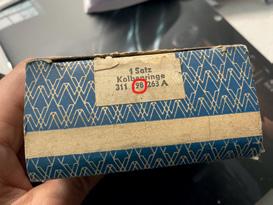 1 Satz
Kolbenringe
311 198 263 A